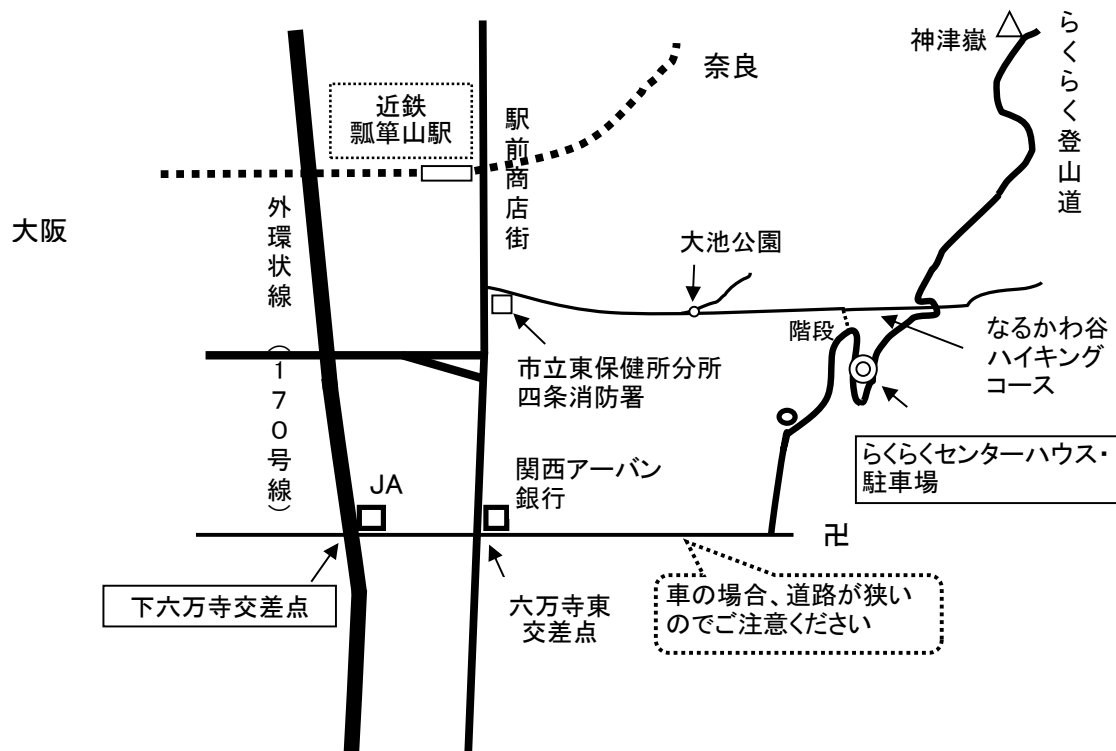 神津嶽
らくらく登山道
奈良
近鉄
瓢箪山駅
駅前商店街
大阪
外環状線
（170号線）
大池公園
階段
なるかわ谷
ハイキング
コース
市立東保健所分所
四条消防署
らくらくセンターハウス・
駐車場
関西アーバン
銀行
JA
卍
下六万寺交差点
六万寺東
交差点
車の場合、道路が狭い
のでご注意ください